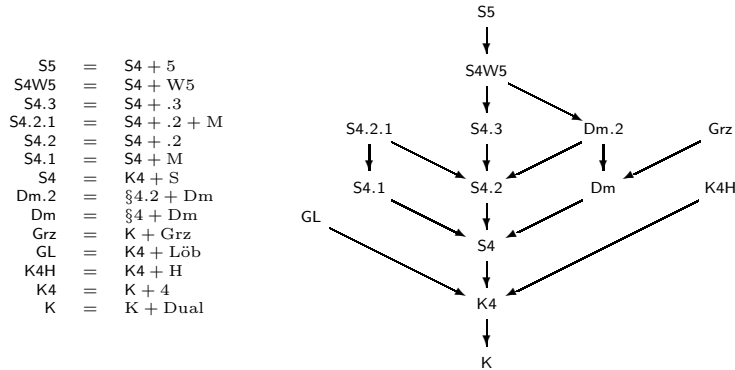 S5 = S4 + 5
S4W5 = S4 + W5
S4.3 = S4 + .3
S4.2.1 = S4 + .2 + M
S4.2 = S4 + .2
S4.1 = S4 + M
S4 = K4 + S
Dm.2 = §4.2 + Dm
Dm = §4 + Dm
Grz = K + Grz
GL = K4 + Löb
K4H = K4 + H
K4 = K + 4
K = K + Dual
S5
S4W5
S4.2.1 S4.3 Dm.2 Grz
S4.1 S4.2 Dm K4H
GL
S4
K4
K